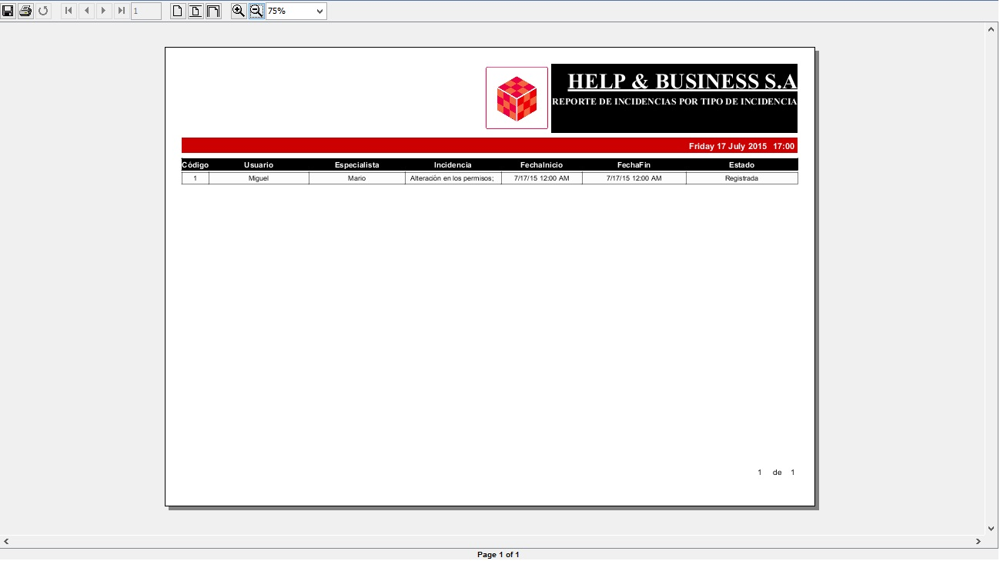 1 75%
HELP & BUSINESS S.A
REPORTE DE INCIDENCIAS POR TIPO DE INCIDENCIA
Friday 17 July 2015 17:00
Código Usuario Especialista Incidencia FechaInicio FechaFin Estado
1 Miguel Mario Alteración en los permisos; 7/17/15 12:00 AM 7/17/15 12:00 AM Registrada
1 de 1
Page 1 of 1